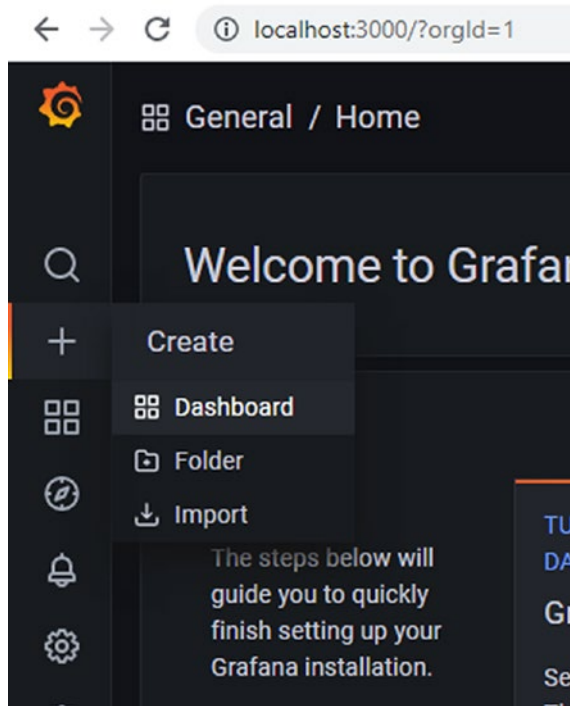 localhost:3000/?orgId=1
General / Home
Welcome to Grafa
Create
Dashboard
Folder
Import
The steps below will
guide you to quickly
finish setting up your
Grafana installation.
TU
DA
Gr
Se